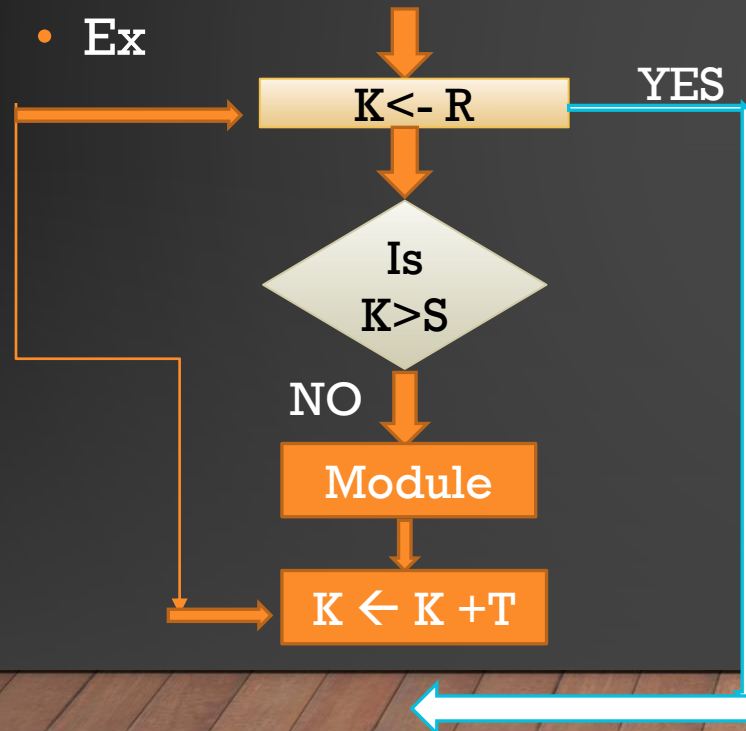 • Ex
K<- R
YES
Is
K>S
NO
Module
K ← K +T